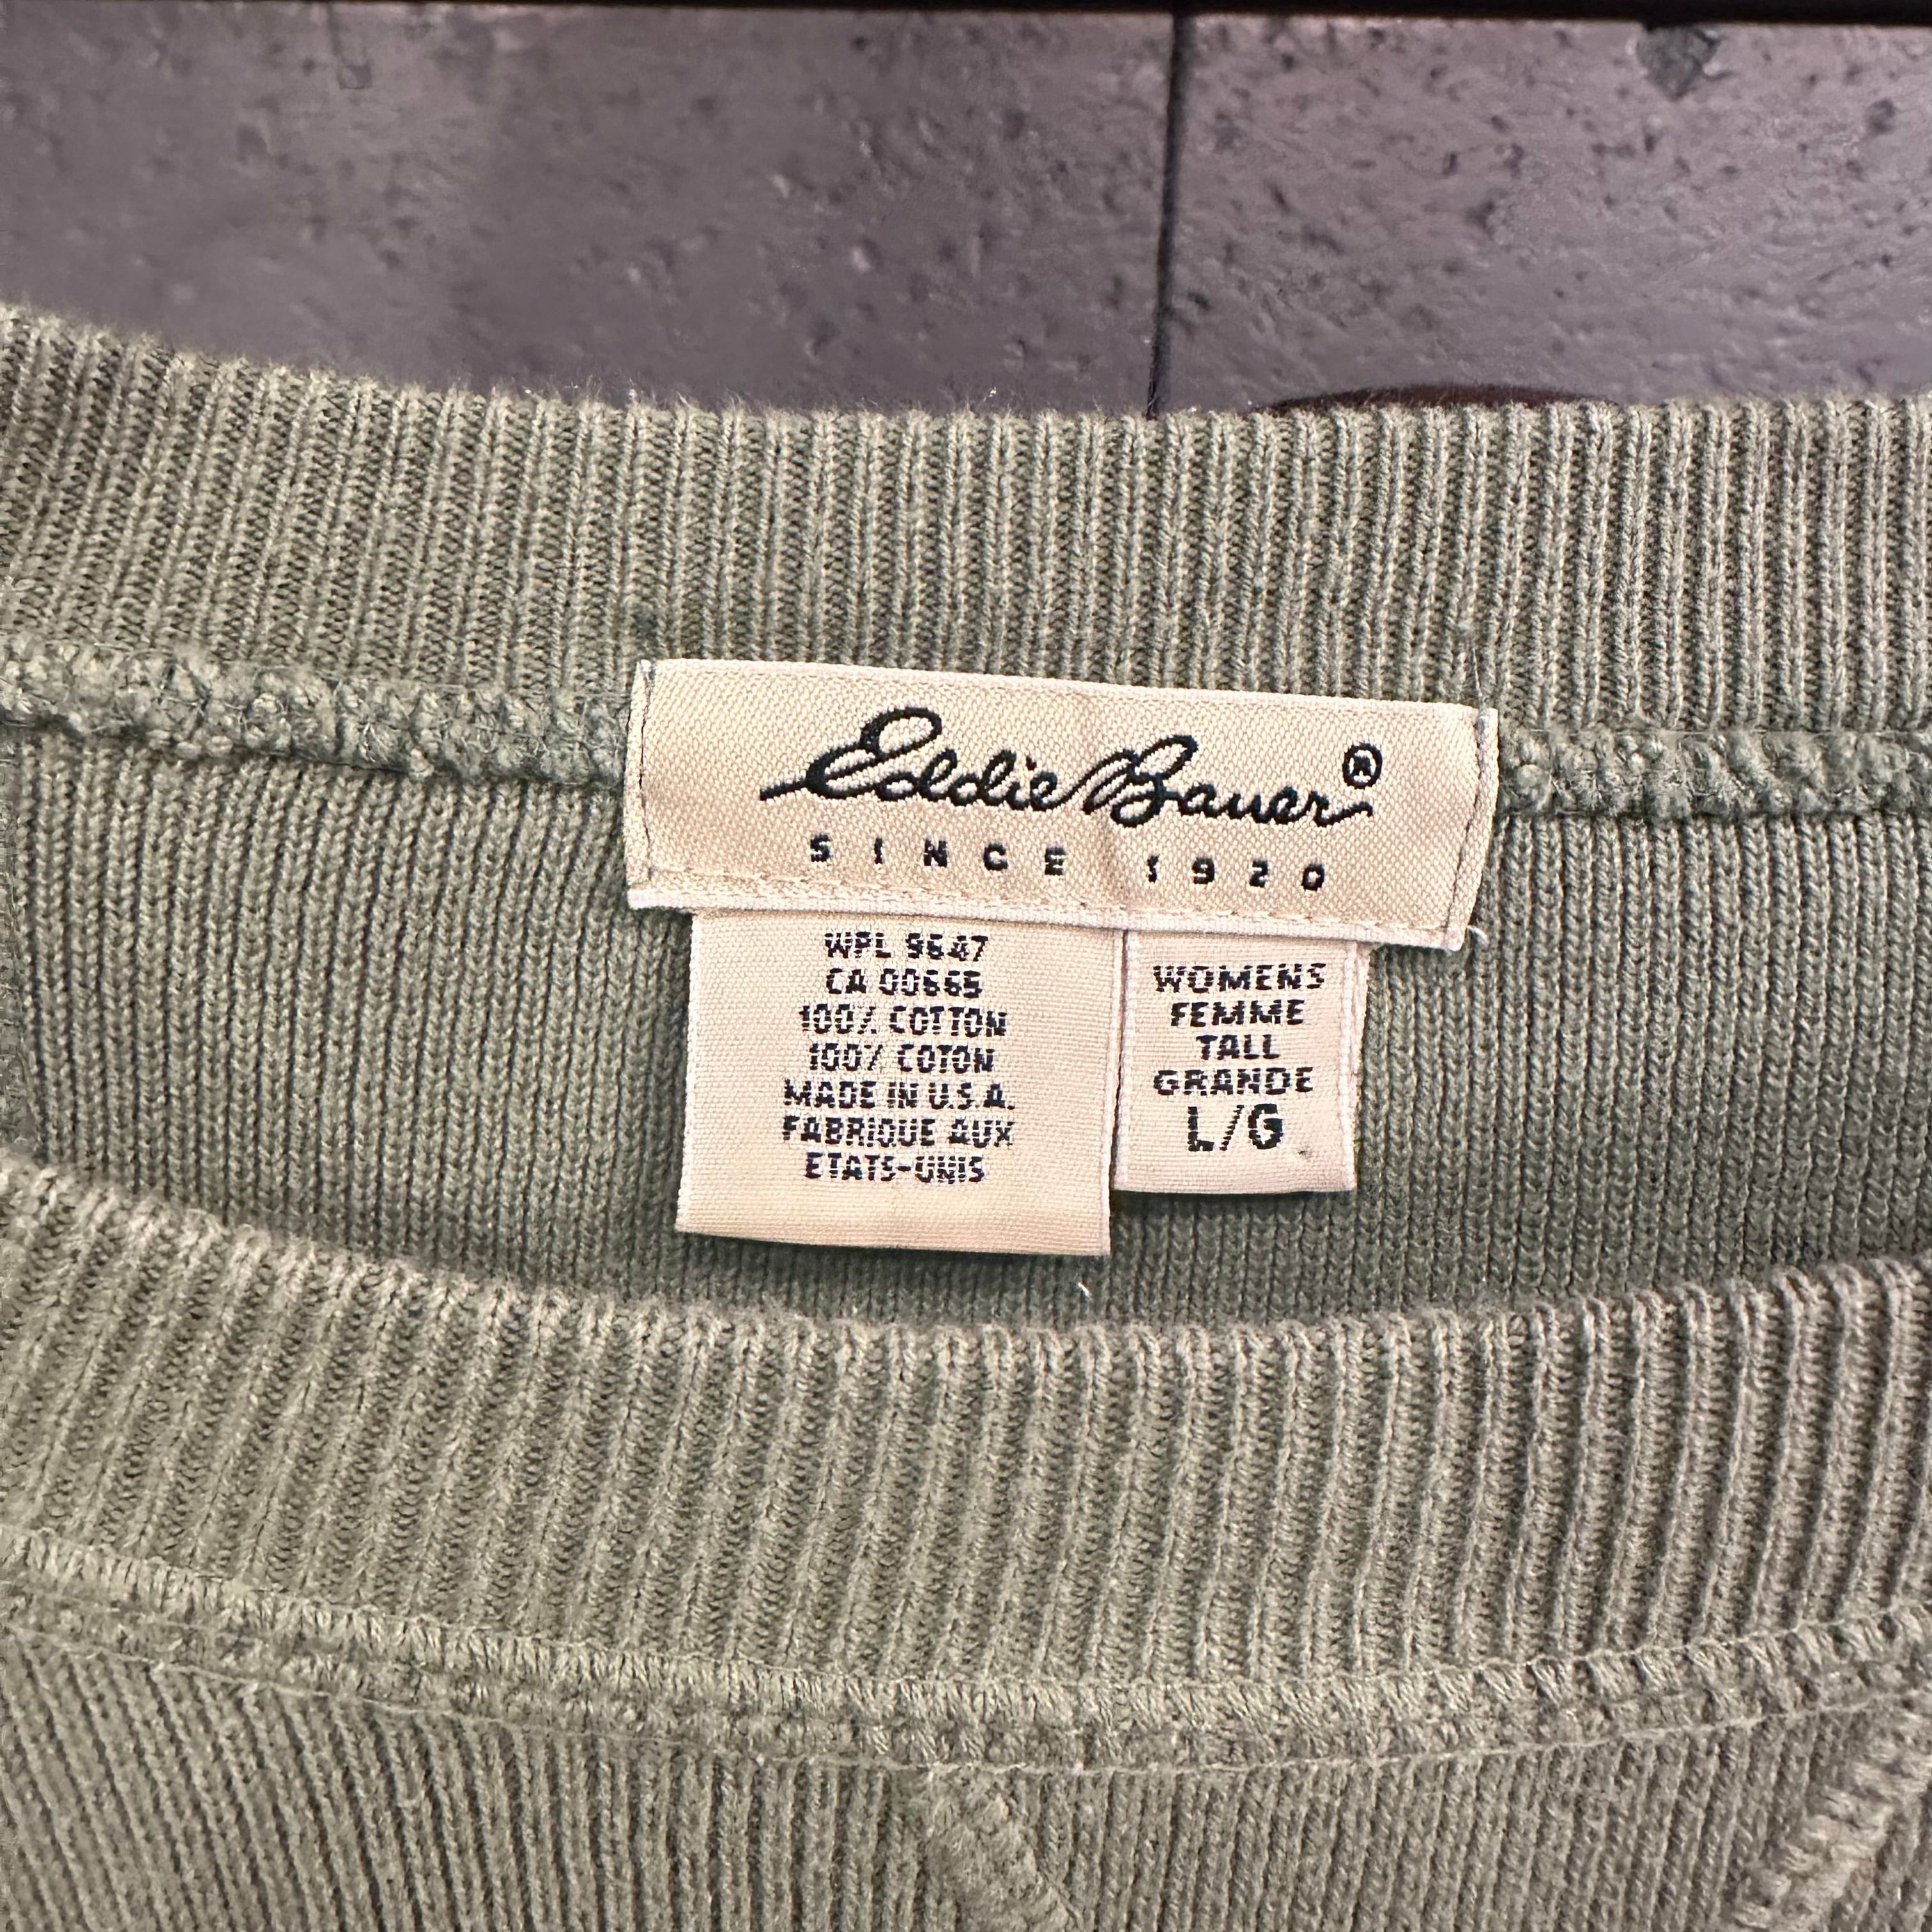 Eddie Bauer®
SINCE 1920
WPL 9647
CA 00665
100% COTTON
100% COTON
MADE IN U.S.A.
FABRIQUE AUX
ETATS-UNIS
WOMENS
FEMME
TALL
GRANDE
L/G